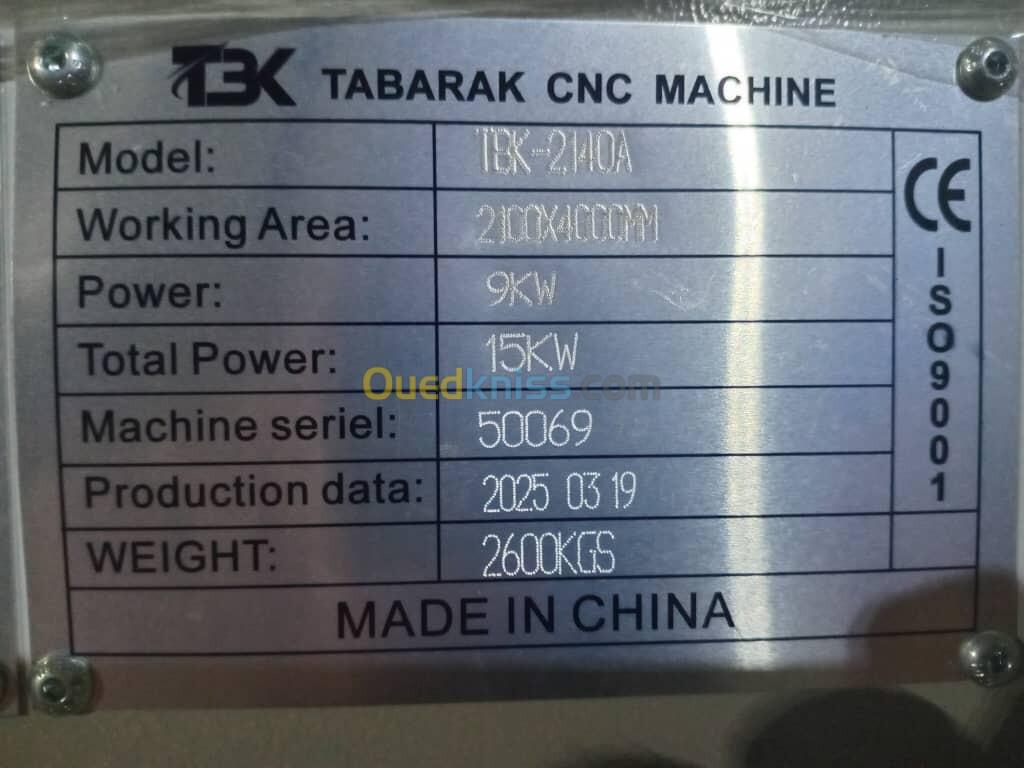 TBK TABARAK CNC MACHINE
Model: TBK-2140A
Working Area: 2100X4000MM
Power: 9KW
Total Power: 15KW
Ouedkniss.com
Machine seriel: 50069
Production data: 2025 03 19
WEIGHT: 2600KGS
CE
ISO9001
MADE IN CHINA